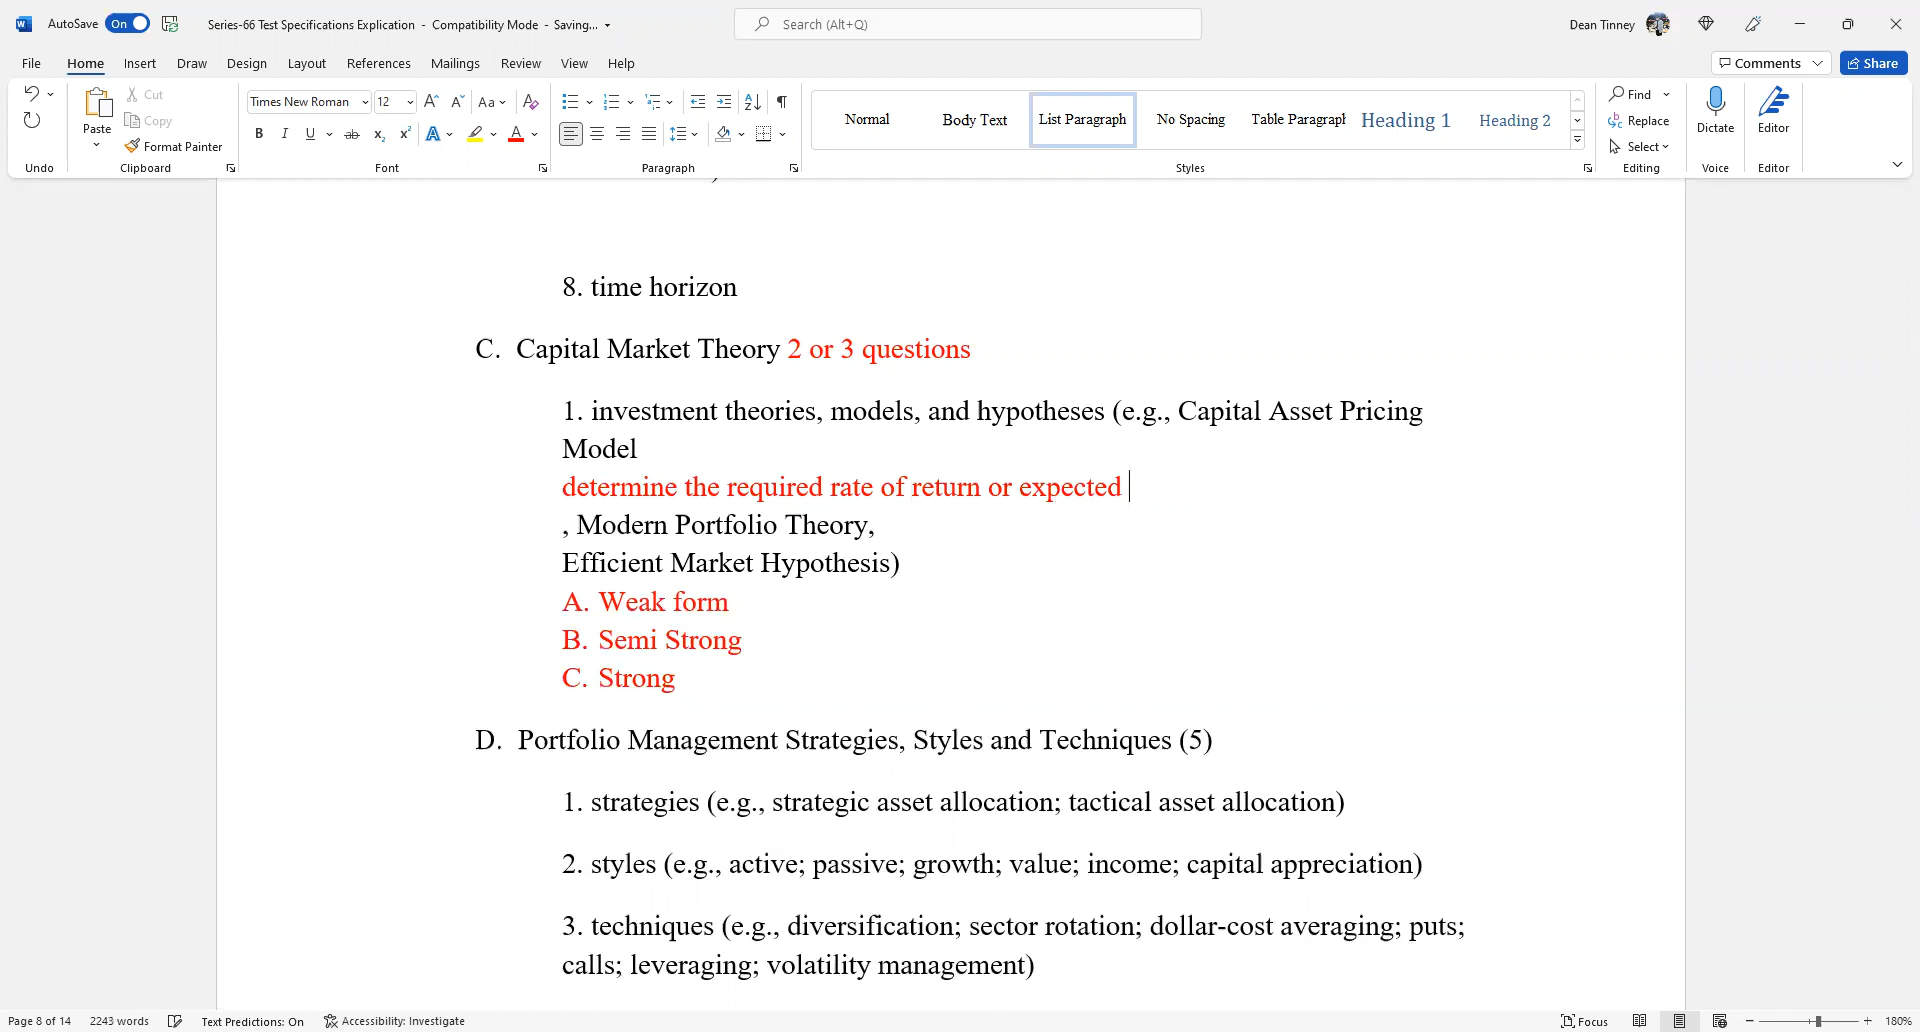 AutoSave On Series-66 Test Specifications Explication - Compatibility Mode - Saving... Search (Alt+Q) Dean Tinney
File Home Insert Draw Design Layout References Mailings Review View Help Comments Share
Paste Cut Copy Format Painter
Times New Roman 12 Aa
B I U ab x2 x2 A A
Normal Body Text List Paragraph No Spacing Table Paragraph Heading 1 Heading 2
Find Replace Select Dictate Editor
Undo Clipboard Font Paragraph Styles Editing Voice Editor
8. time horizon
C. Capital Market Theory 2 or 3 questions
1. investment theories, models, and hypotheses (e.g., Capital Asset Pricing
Model
determine the required rate of return or expected
, Modern Portfolio Theory,
Efficient Market Hypothesis)
A. Weak form
B. Semi Strong
C. Strong
D. Portfolio Management Strategies, Styles and Techniques (5)
1. strategies (e.g., strategic asset allocation; tactical asset allocation)
2. styles (e.g., active; passive; growth; value; income; capital appreciation)
3. techniques (e.g., diversification; sector rotation; dollar-cost averaging; puts;
calls; leveraging; volatility management)
Page 8 of 14 2243 words Text Predictions: On Accessibility: Investigate Focus 180%